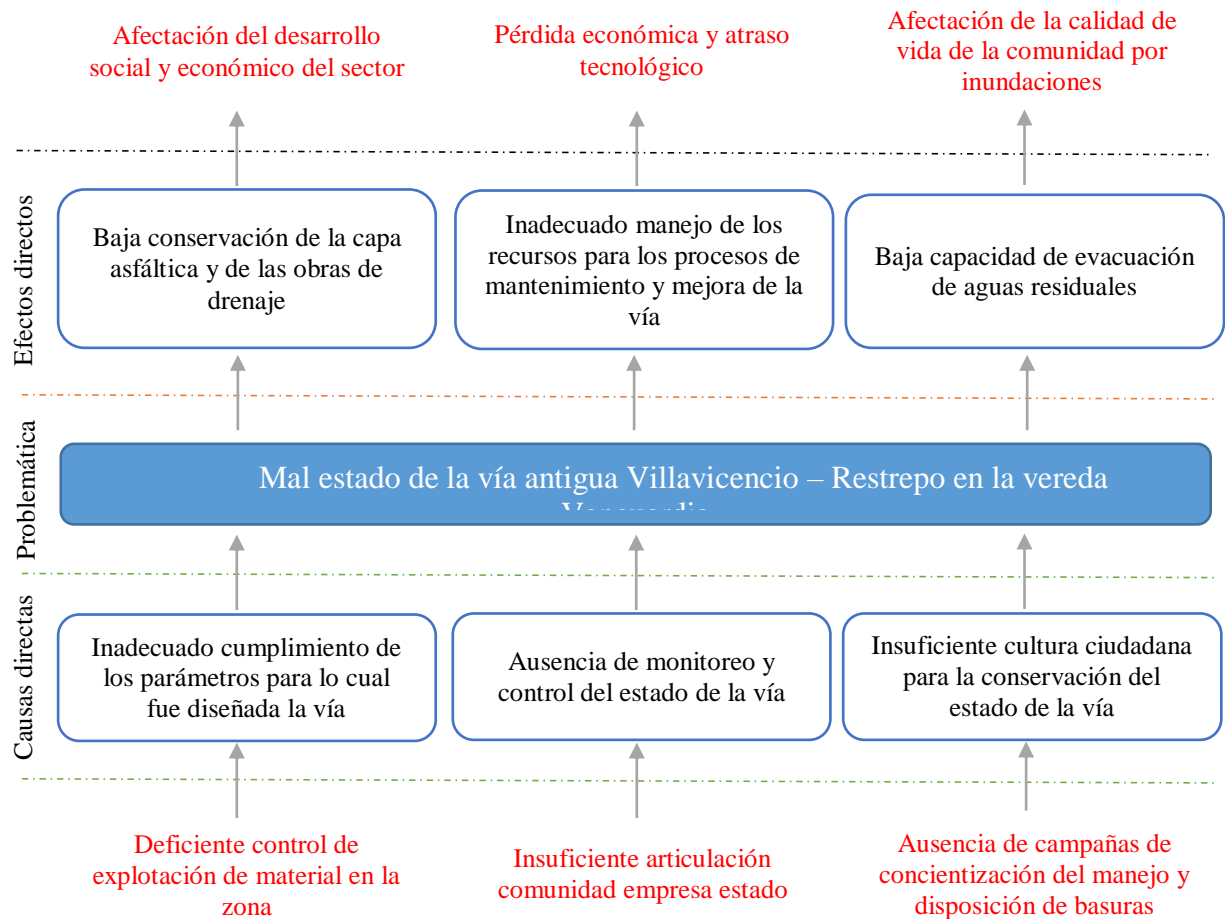 Afectación del desarrollo
social y económico del sector
Pérdida económica y atraso
tecnológico
Afectación de la calidad de
vida de la comunidad por
inundaciones
Efectos directos
Baja conservación de la capa
asfáltica y de las obras de
drenaje
Inadecuado manejo de los
recursos para los procesos de
mantenimiento y mejora de la
vía
Baja capacidad de evacuación
de aguas residuales
Problemática
Mal estado de la vía antigua Villavicencio – Restrepo en la vereda
Causas directas
Inadecuado cumplimiento de
los parámetros para lo cual
fue diseñada la vía
Ausencia de monitoreo y
control del estado de la vía
Insuficiente cultura ciudadana
para la conservación del
estado de la vía
Deficiente control de
explotación de material en la
zona
Insuficiente articulación
comunidad empresa estado
Ausencia de campañas de
concientización del manejo y
disposición de basuras